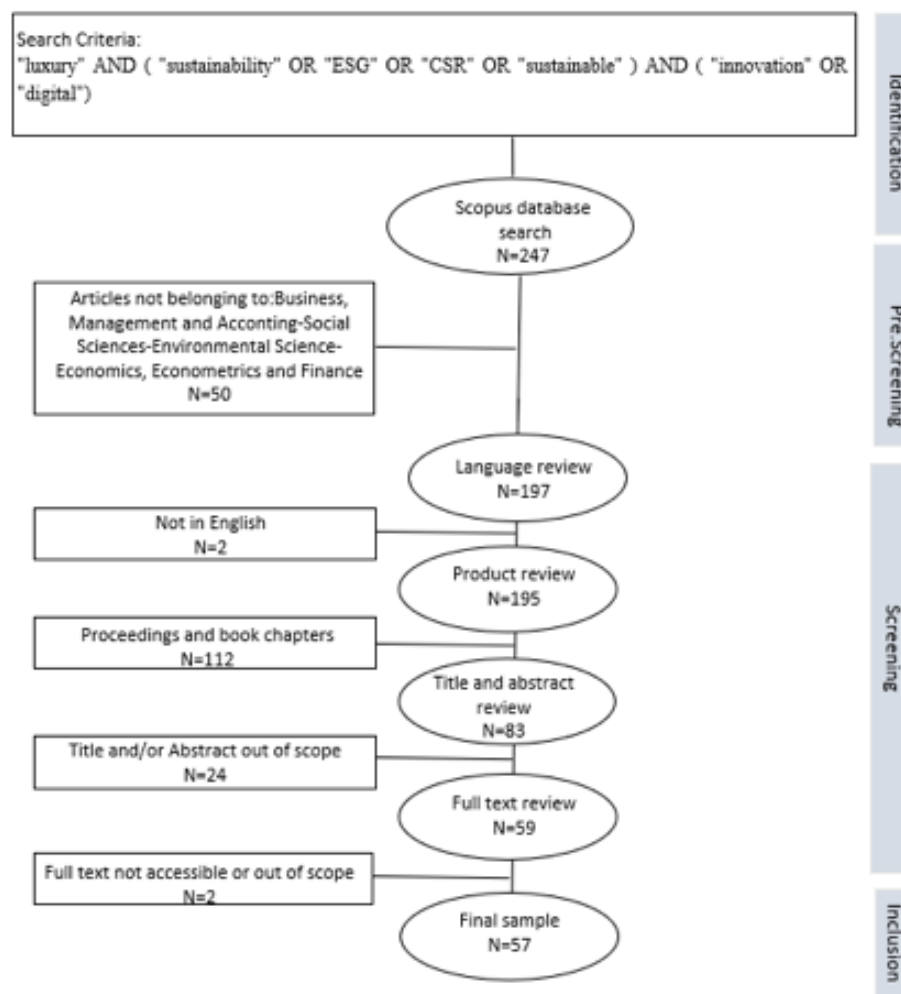 Search Criteria:
"luxury" AND ( "sustainability" OR "ESG" OR "CSR" OR "sustainable" ) AND ( "innovation" OR
"digital")
Identification
Scopus database
search
N=247
Pre.Screening
Articles not belonging to:Business,
Management and Acconting-Social
Sciences-Environmental Science-
Economics, Econometrics and Finance
N=50
Language review
N=197
Screening
Not in English
N=2
Product review
N=195
Proceedings and book chapters
N=112
Title and abstract
review
N=83
Title and/or Abstract out of scope
N=24
Full text review
N=59
Full text not accessible or out of scope
N=2
Final sample
N=57
Inclusion